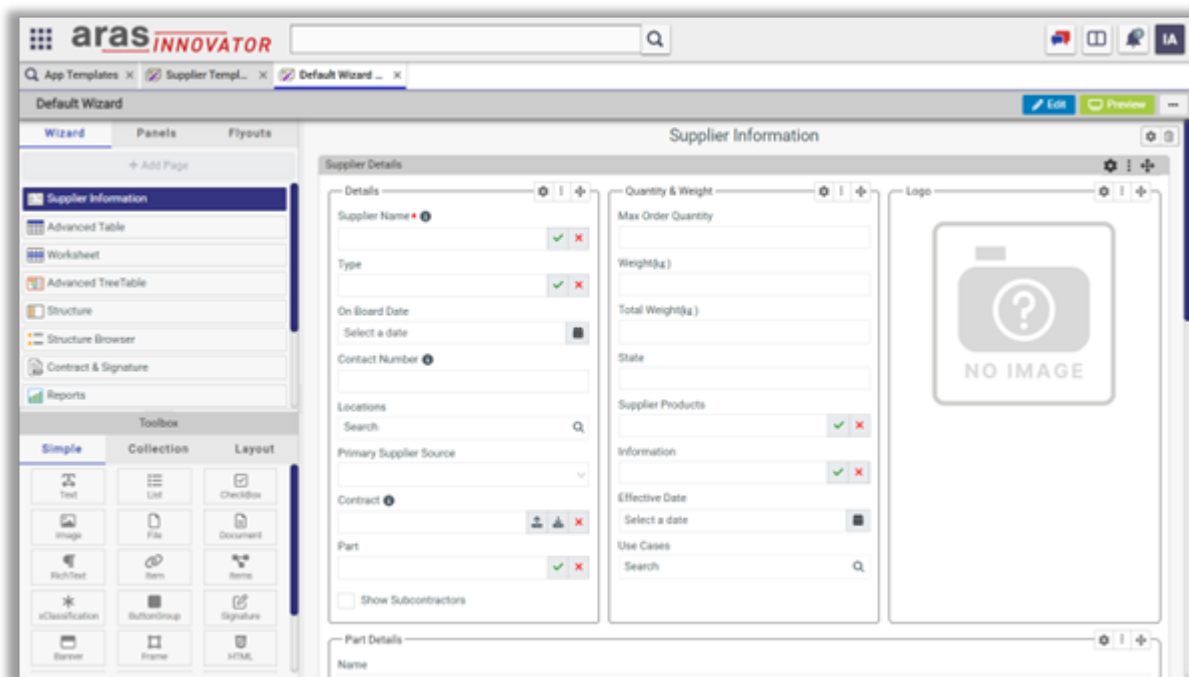 aras INNOVATOR
IA
App Templates × Supplier Templ... × Default Wizard ... ×
Default Wizard
Edit Preview
Wizard Panels Flyouts
+ Add Page
Supplier Information
Advanced Table
Worksheet
Advanced TreeTable
Structure
Structure Browser
Contract & Signature
Reports
Toolbox
Simple Collection Layout
Text List CheckBox
Image File Document
RichText Item Items
xClassification ButtonGroup Signature
Banner Frame HTML
Supplier Information
Supplier Details
Details
Supplier Name
Type
On Board Date
Select a date
Contact Number
Locations
Search
Primary Supplier Source
Contract
Part
Show Subcontractors
Quantity & Weight
Max Order Quantity
Weight(kg.)
Total Weight(kg.)
State
Supplier Products
Information
Effective Date
Select a date
Use Cases
Search
Logo
NO IMAGE
Part Details
Name